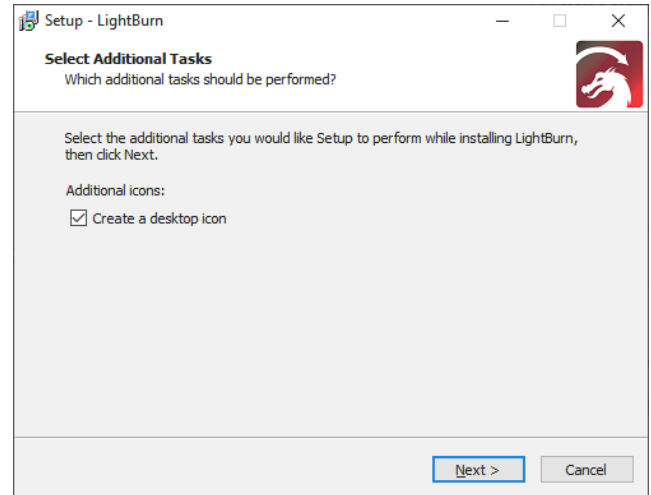 Setup - LightBurn
Select Additional Tasks
Which additional tasks should be performed?
Select the additional tasks you would like Setup to perform while installing LightBurn,
then click Next.
Additional icons:
Create a desktop icon
Next >
Cancel